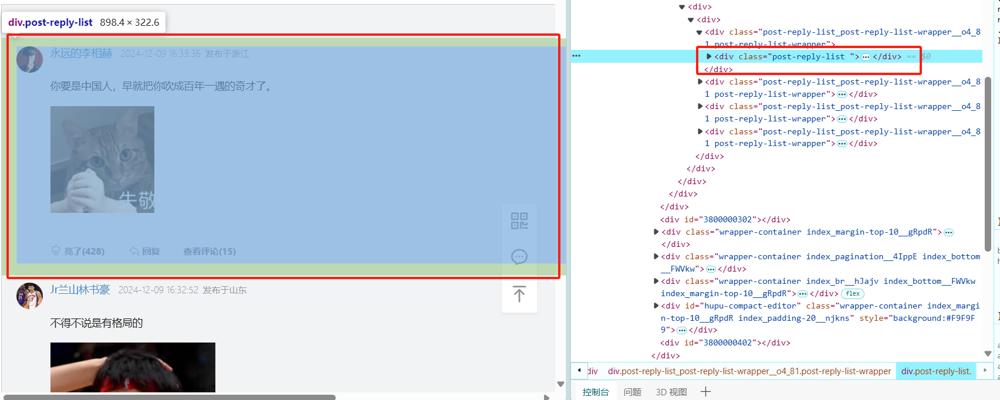 div.post-reply-list 898.4 × 322.6
永远的李相赫 2024-12-09 16:33:36 发布于浙江
你要是中国人，早就把你吹成百年一遇的奇才了。
失敬
亮了(428) 回复 查看评论(15)
Jr兰山林书豪 2024-12-09 16:32:52 发布于山东
不得不说是有格局的
<div>
<div>
<div class="post-reply-list_post-reply-list-wrapper__o4_8
1 post-reply-list-wrapper">
<div class="post-reply-list ">…</div> == $0
</div>
<div class="post-reply-list_post-reply-list-wrapper__o4_8
1 post-reply-list-wrapper">…</div>
<div class="post-reply-list_post-reply-list-wrapper__o4_8
1 post-reply-list-wrapper">…</div>
<div class="post-reply-list_post-reply-list-wrapper__o4_8
1 post-reply-list-wrapper">…</div>
</div>
</div>
</div>
</div>
</div>
<div id="3800000302"></div>
<div class="wrapper-container index_margin-top-10__gRpdR">…
</div>
<div class="wrapper-container index_pagination__4IppE index_bottom
__FWVkw">…</div>
<div class="wrapper-container index_br__hJajv index_bottom__FWVkw
index_margin-top-10__gRpdR">…</div> flex
<div id="hupu-compact-editor" class="wrapper-container index_margi
n-top-10__gRpdR index_padding-20__njkns" style="background:#F9F9F
9">…</div>
<div id="3800000402"></div>
</div>
div div.post-reply-list_post-reply-list-wrapper__o4_81.post-reply-list-wrapper div.post-reply-list.
控制台 问题 3D 视图